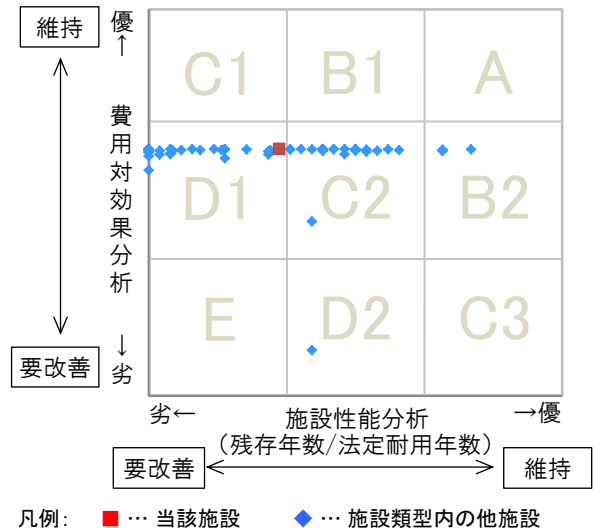 維持
優←
費用対効果分析
→劣
要改善
C1 B1 A
D1 C2 B2
E D2 C3
劣← 施設性能分析 →優
(残存年数/法定耐用年数)
要改善 維持
凡例: ■ … 当該施設 ◆ … 施設類型内の他施設